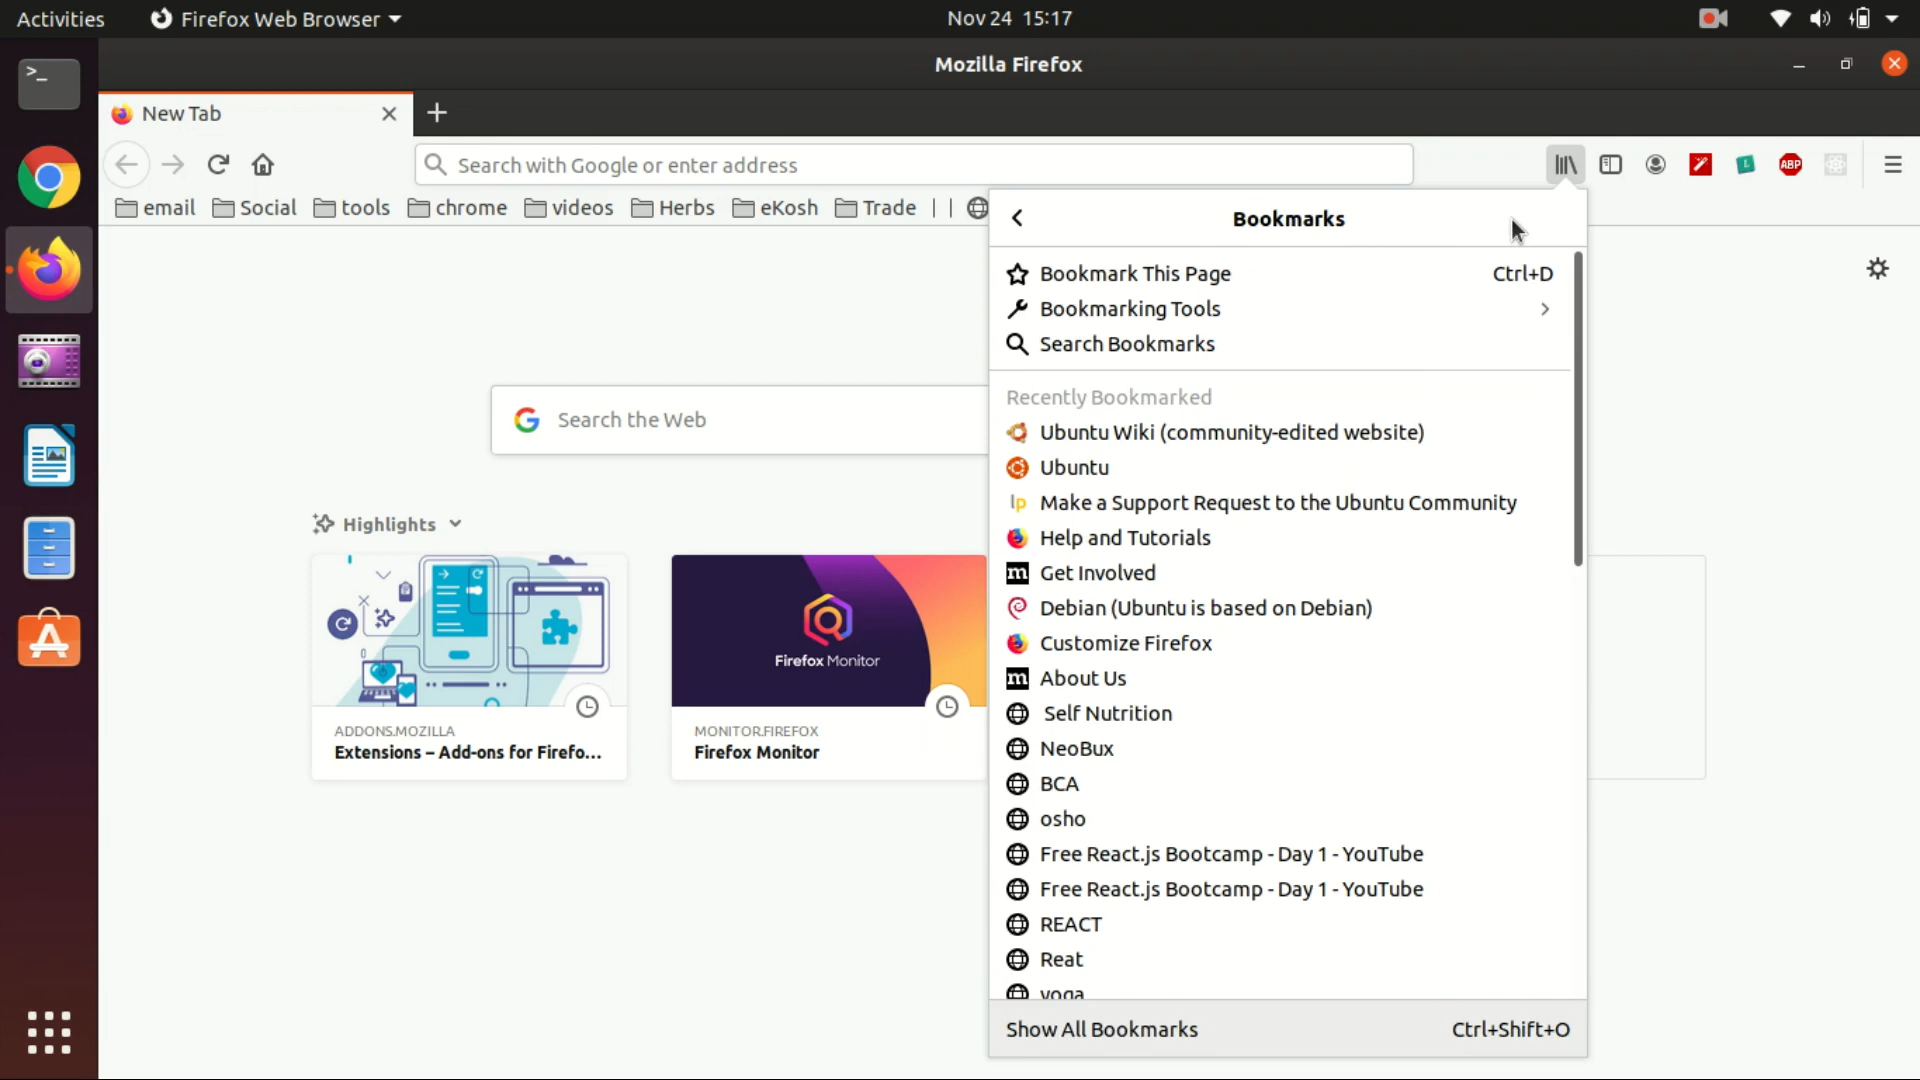 Activities
Firefox Web Browser
Nov 24 15:17
Mozilla Firefox
New Tab
Search with Google or enter address
ABP
email
Social
tools
chrome
videos
Herbs
eKosh
Trade
| |
Bookmarks
Bookmark This Page Ctrl+D
Bookmarking Tools
Search Bookmarks
Recently Bookmarked
Ubuntu Wiki (community-edited website)
Ubuntu
Make a Support Request to the Ubuntu Community
Help and Tutorials
Get Involved
Debian (Ubuntu is based on Debian)
Customize Firefox
About Us
Self Nutrition
NeoBux
BCA
osho
Free React.js Bootcamp - Day 1 - YouTube
Free React.js Bootcamp - Day 1 - YouTube
REACT
Reat
yoga
Show All Bookmarks Ctrl+Shift+O
Search the Web
Highlights
ADDONS.MOZILLA
Extensions – Add-ons for Firefo...
Firefox Monitor
MONITOR.FIREFOX
Firefox Monitor